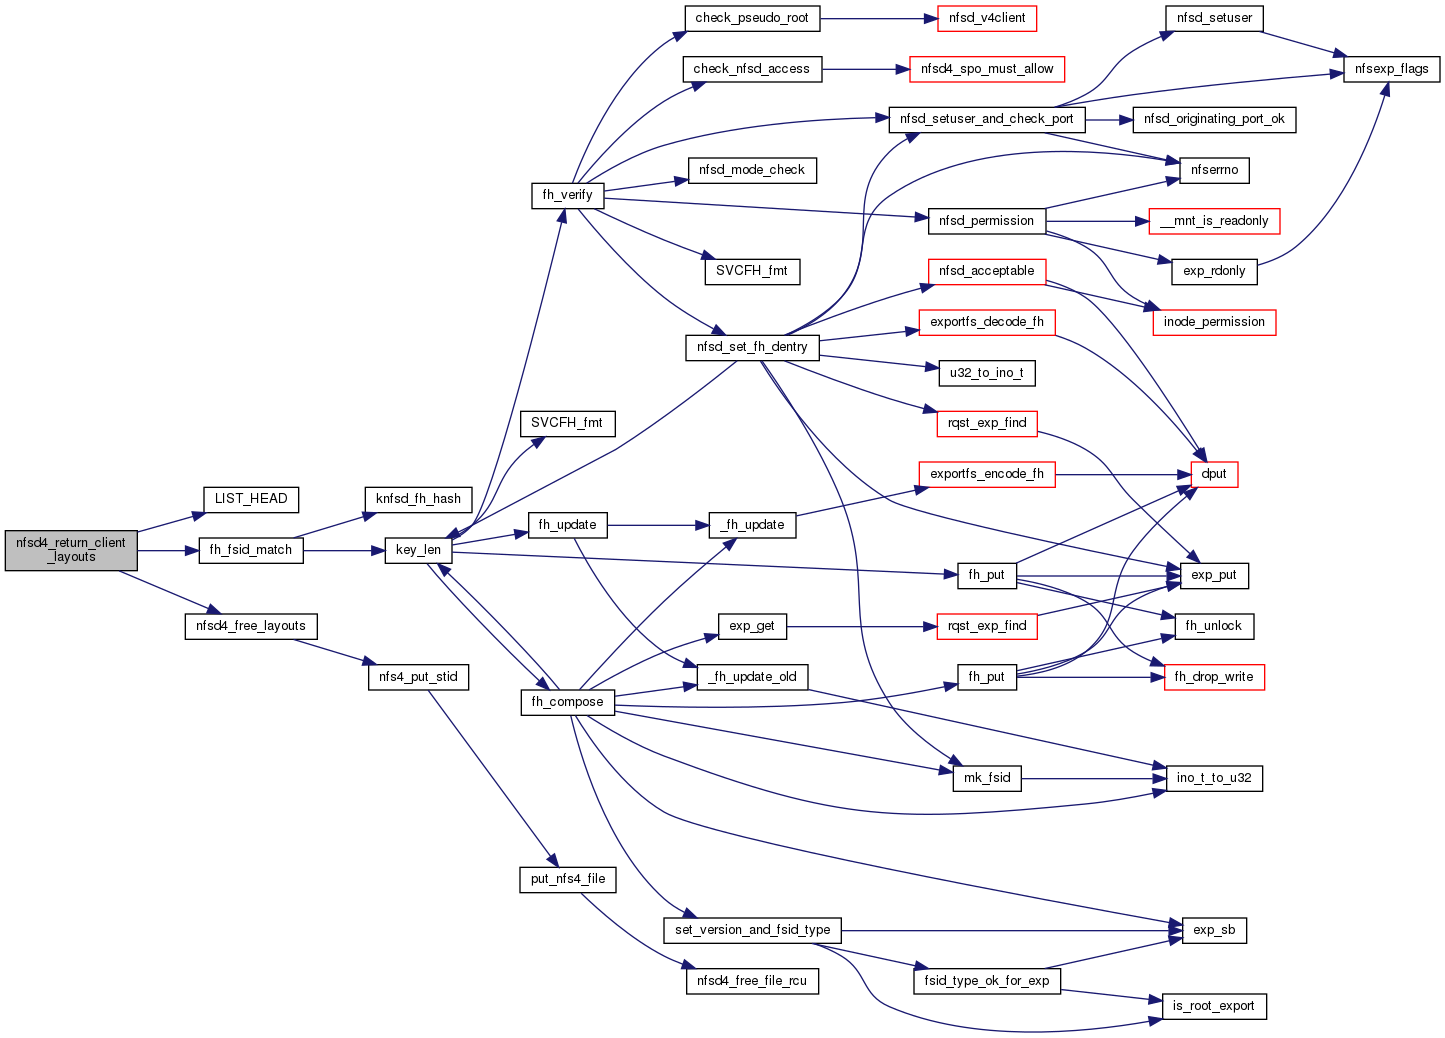 check_pseudo_root
nfsd_v4client
nfsd_setuser
check_nfsd_access
nfsd4_spo_must_allow
nfsexp_flags
nfsd_setuser_and_check_port
nfsd_originating_port_ok
nfsd_mode_check
nfserrno
fh_verify
nfsd_permission
__mnt_is_readonly
SVCFH_fmt
nfsd_acceptable
exp_rdonly
exportfs_decode_fh
inode_permission
nfsd_set_fh_dentry
u32_to_ino_t
SVCFH_fmt
rqst_exp_find
exportfs_encode_fh
dput
LIST_HEAD
knfsd_fh_hash
fh_update
_fh_update
nfsd4_return_client
_layouts
fh_fsid_match
key_len
fh_put
exp_put
nfsd4_free_layouts
exp_get
rqst_exp_find
fh_unlock
nfs4_put_stid
_fh_update_old
fh_put
fh_drop_write
fh_compose
mk_fsid
ino_t_to_u32
put_nfs4_file
set_version_and_fsid_type
exp_sb
nfsd4_free_file_rcu
fsid_type_ok_for_exp
is_root_export